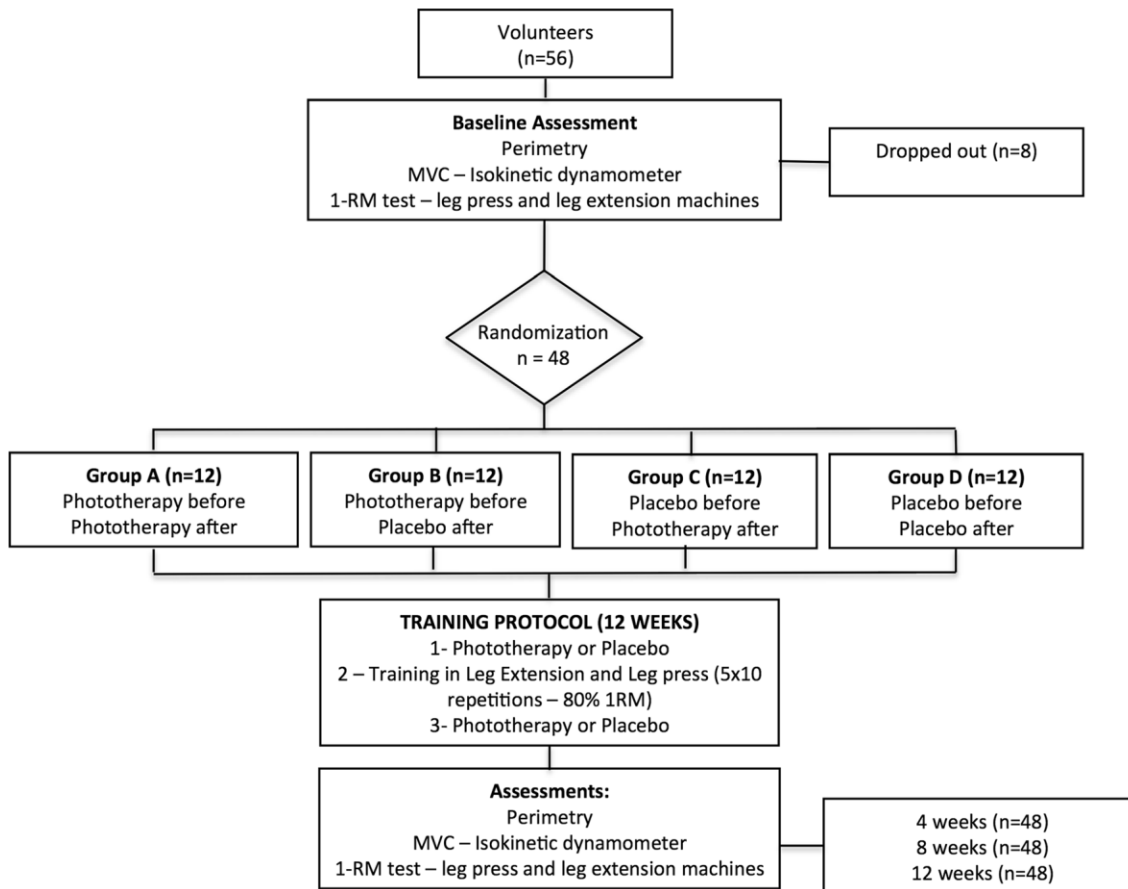 Volunteers
(n=56)
Baseline Assessment
Perimetry
MVC – Isokinetic dynamometer
1-RM test – leg press and leg extension machines
Dropped out (n=8)
Randomization
n = 48
Group A (n=12)
Phototherapy before
Phototherapy after
Group B (n=12)
Phototherapy before
Placebo after
Group C (n=12)
Placebo before
Phototherapy after
Group D (n=12)
Placebo before
Placebo after
TRAINING PROTOCOL (12 WEEKS)
1- Phototherapy or Placebo
2 – Training in Leg Extension and Leg press (5x10
repetitions – 80% 1RM)
3- Phototherapy or Placebo
Assessments:
Perimetry
MVC – Isokinetic dynamometer
1-RM test – leg press and leg extension machines
4 weeks (n=48)
8 weeks (n=48)
12 weeks (n=48)